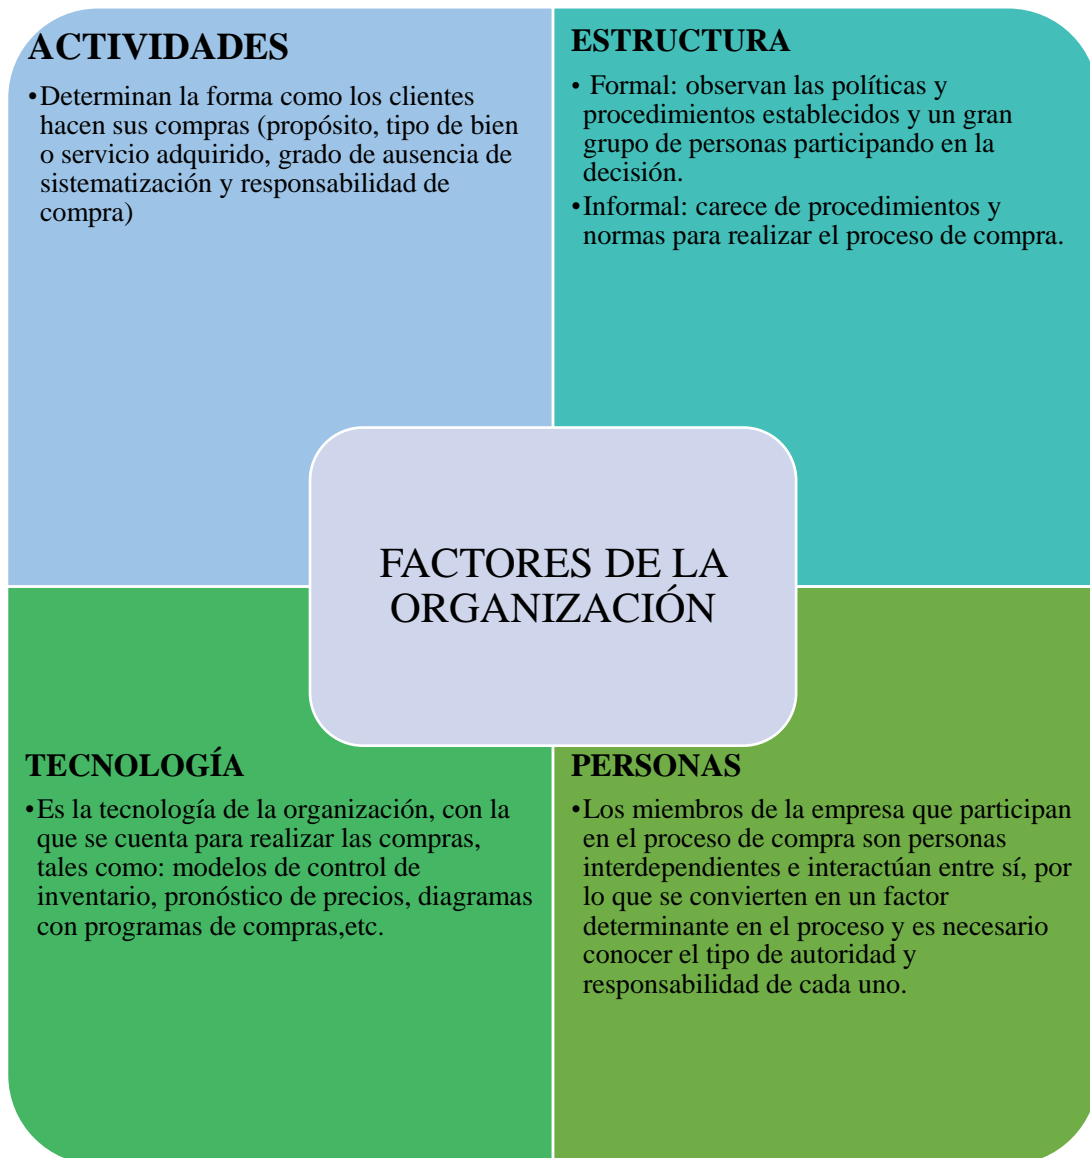 ACTIVIDADES
•Determinan la forma como los clientes
hacen sus compras (propósito, tipo de bien
o servicio adquirido, grado de ausencia de
sistematización y responsabilidad de
compra)
ESTRUCTURA
• Formal: observan las políticas y
procedimientos establecidos y un gran
grupo de personas participando en la
decisión.
•Informal: carece de procedimientos y
normas para realizar el proceso de compra.
FACTORES DE LA
ORGANIZACIÓN
TECNOLOGÍA
•Es la tecnología de la organización, con la
que se cuenta para realizar las compras,
tales como: modelos de control de
inventario, pronóstico de precios, diagramas
con programas de compras,etc.
PERSONAS
•Los miembros de la empresa que participan
en el proceso de compra son personas
interdependientes e interactúan entre sí, por
lo que se convierten en un factor
determinante en el proceso y es necesario
conocer el tipo de autoridad y
responsabilidad de cada uno.